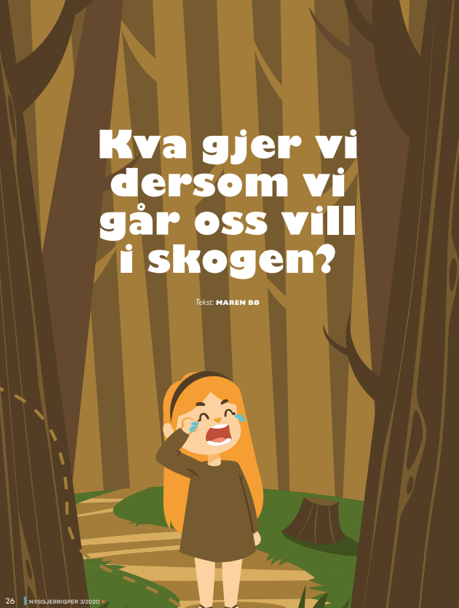 Kva gjer vi
dersom vi
går oss vill
i skogen?
Tekst: MAREN BØ
26 NYSGJERRIGPER 3/2020